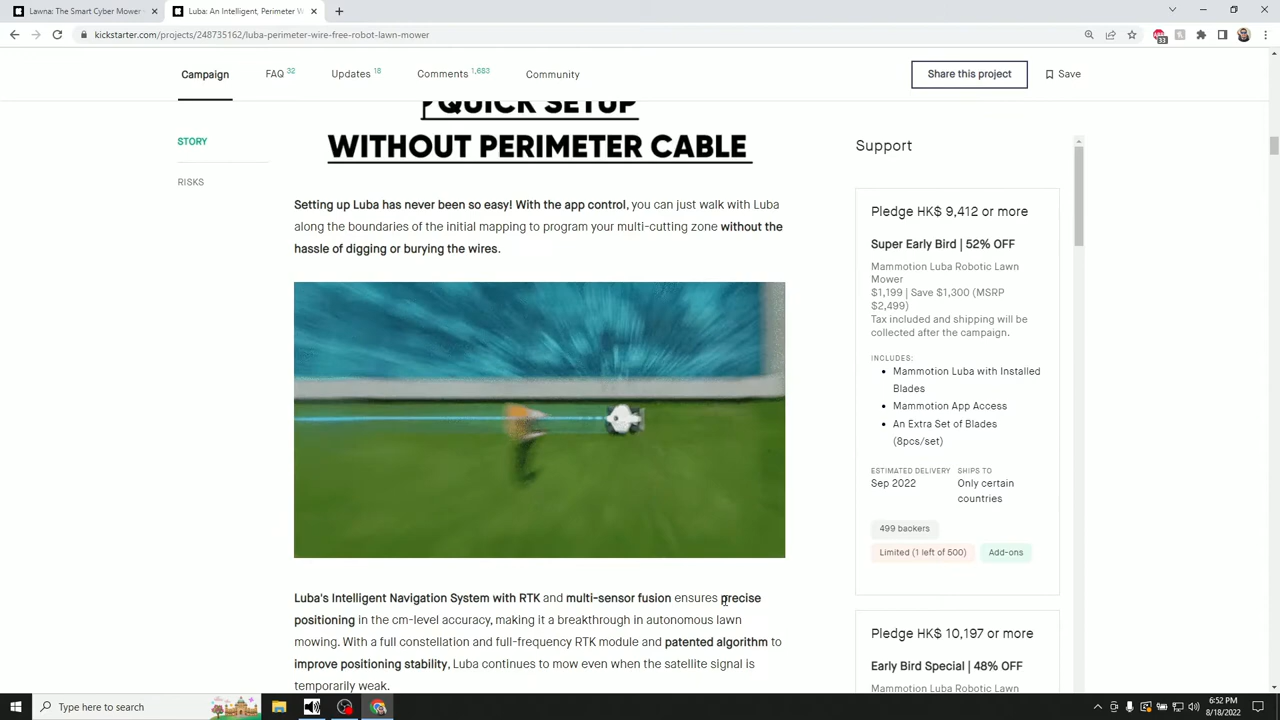 Lawna: The Smart Cyber Mower -
Luba: An Intelligent, Perimeter W
kickstarter.com/projects/248735162/luba-perimeter-wire-free-robot-lawn-mower
33
Campaign
FAQ 32
Updates 18
Comments 1,683
Community
Share this project
Save
QUICK SETUP
WITHOUT PERIMETER CABLE
STORY
RISKS
Setting up Luba has never been so easy! With the app control, you can just walk with Luba
along the boundaries of the initial mapping to program your multi-cutting zone without the
hassle of digging or burying the wires.
Luba's Intelligent Navigation System with RTK and multi-sensor fusion ensures precise
positioning in the cm-level accuracy, making it a breakthrough in autonomous lawn
mowing. With a full constellation and full-frequency RTK module and patented algorithm to
improve positioning stability, Luba continues to mow even when the satellite signal is
temporarily weak.
Support
Pledge HK$ 9,412 or more
Super Early Bird | 52% OFF
Mammotion Luba Robotic Lawn
Mower
$1,199 | Save $1,300 (MSRP
$2,499)
Tax included and shipping will be
collected after the campaign.
INCLUDES:
Mammotion Luba with Installed
Blades
Mammotion App Access
An Extra Set of Blades
(8pcs/set)
ESTIMATED DELIVERY
Sep 2022
SHIPS TO
Only certain
countries
499 backers
Limited (1 left of 500)
Add-ons
Pledge HK$ 10,197 or more
Early Bird Special | 48% OFF
Mammotion Luba Robotic Lawn
Type here to search
6:52 PM
8/18/2022